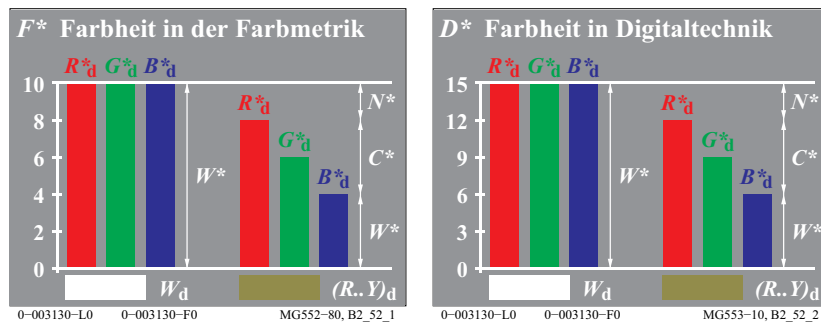 F* Farbheit in der Farbmetrik
R*d G*d B*d
10
8
6
4
2
0
W*
R*d
G*d
B*d
N*
C*
W*
Wd
(R..Y)d
0-003130-L0 0-003130-F0 MG552-80, B2_52_1
D* Farbheit in Digitaltechnik
R*d G*d B*d
15
12
9
6
3
0
W*
R*d
G*d
B*d
N*
C*
W*
Wd
(R..Y)d
0-003130-L0 0-003130-F0 MG553-10, B2_52_2